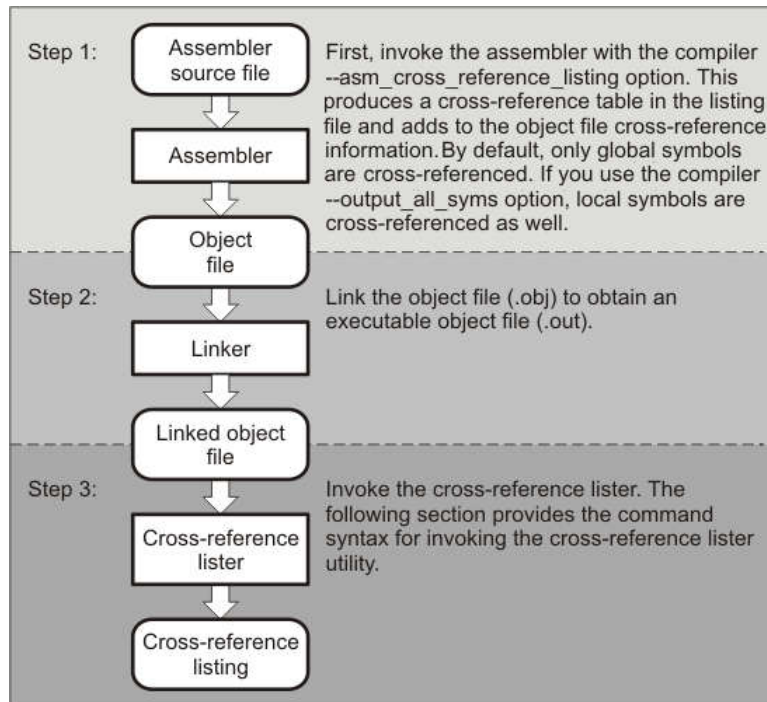 Step 1:
Assembler
source file
Assembler
Object
file
First, invoke the assembler with the compiler
--asm_cross_reference_listing option. This
produces a cross-reference table in the listing
file and adds to the object file cross-reference
information. By default, only global symbols
are cross-referenced. If you use the compiler
--output_all_syms option, local symbols are
cross-referenced as well.
Step 2:
Linker
Linked object
file
Link the object file (.obj) to obtain an
executable object file (.out).
Step 3:
Cross-reference
lister
Cross-reference
listing
Invoke the cross-reference lister. The
following section provides the command
syntax for invoking the cross-reference lister
utility.